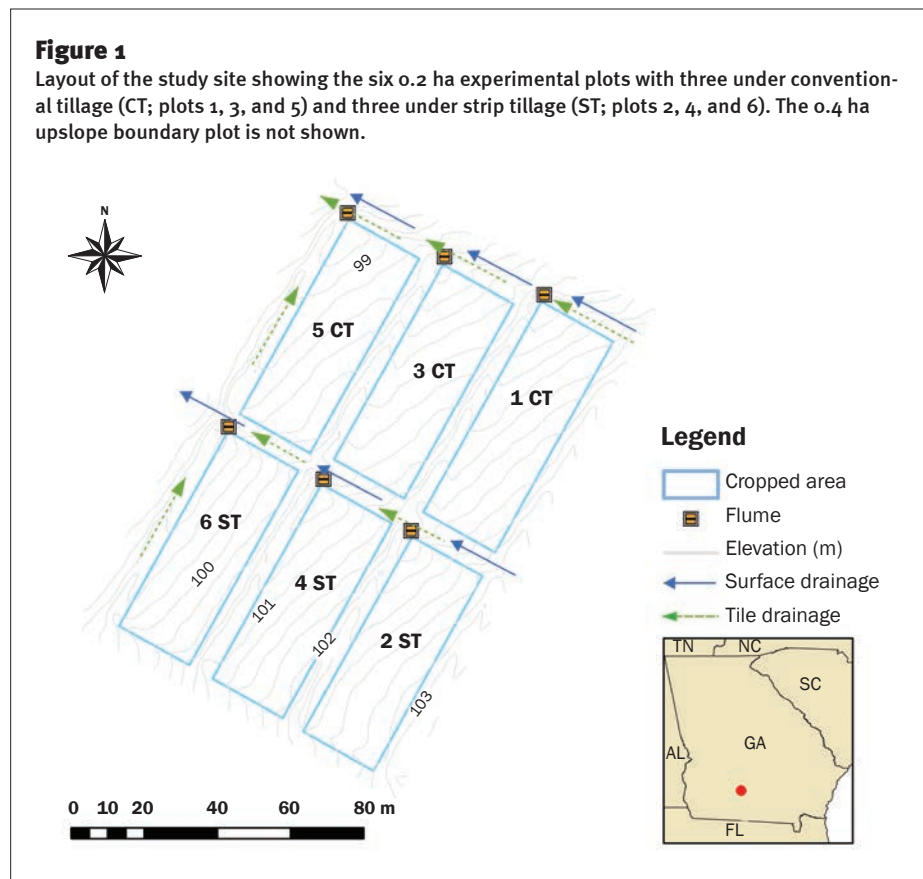 Figure 1
Layout of the study site showing the six 0.2 ha experimental plots with three under convention-
al tillage (CT; plots 1, 3, and 5) and three under strip tillage (ST; plots 2, 4, and 6). The 0.4 ha
upslope boundary plot is not shown.
N
99
5 CT
3 CT
1 CT
6 ST
100
4 ST
101
102
2 ST
103
0 10 20 40 60 80 m
Legend
Cropped area
Flume
Elevation (m)
Surface drainage
Tile drainage
TN
NC
SC
GA
AL
FL